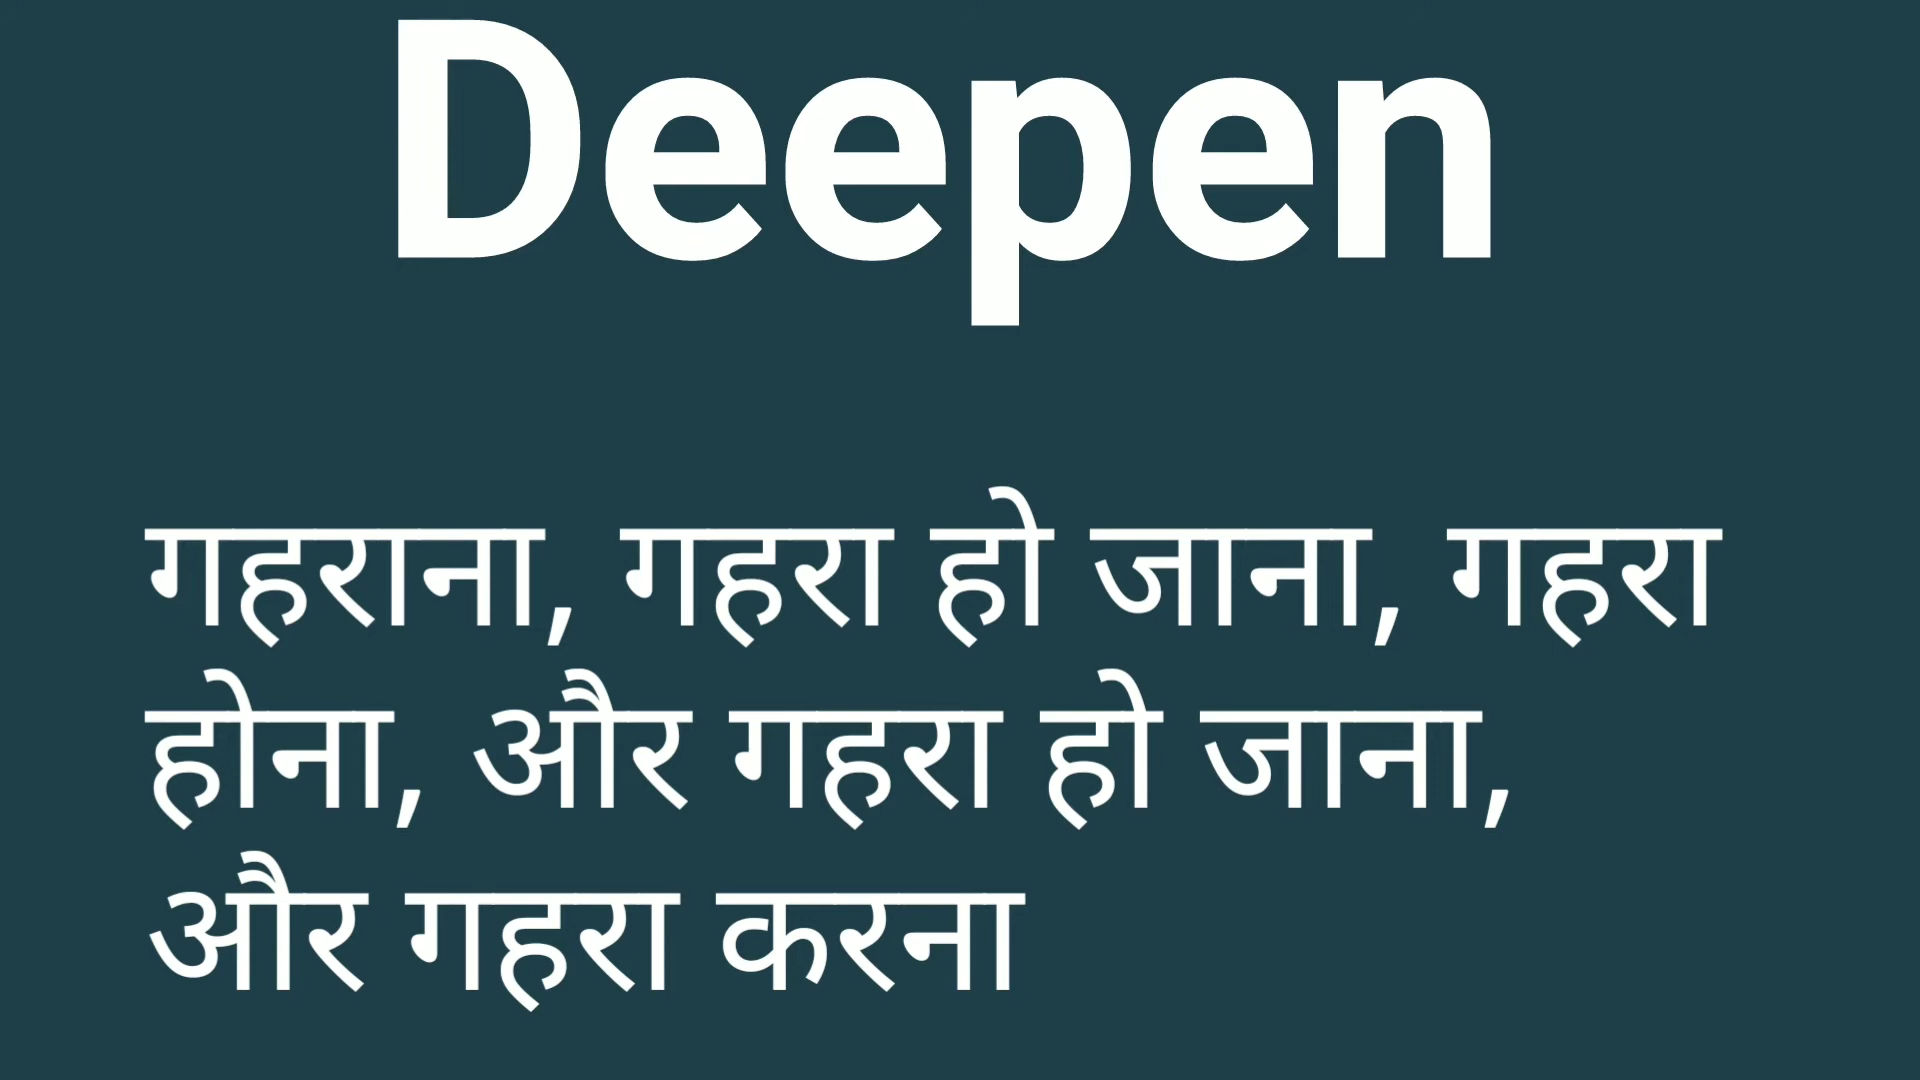 Deepen
गहराना, गहरा हो जाना, गहरा
होना, और गहरा हो जाना,
और गहरा करना